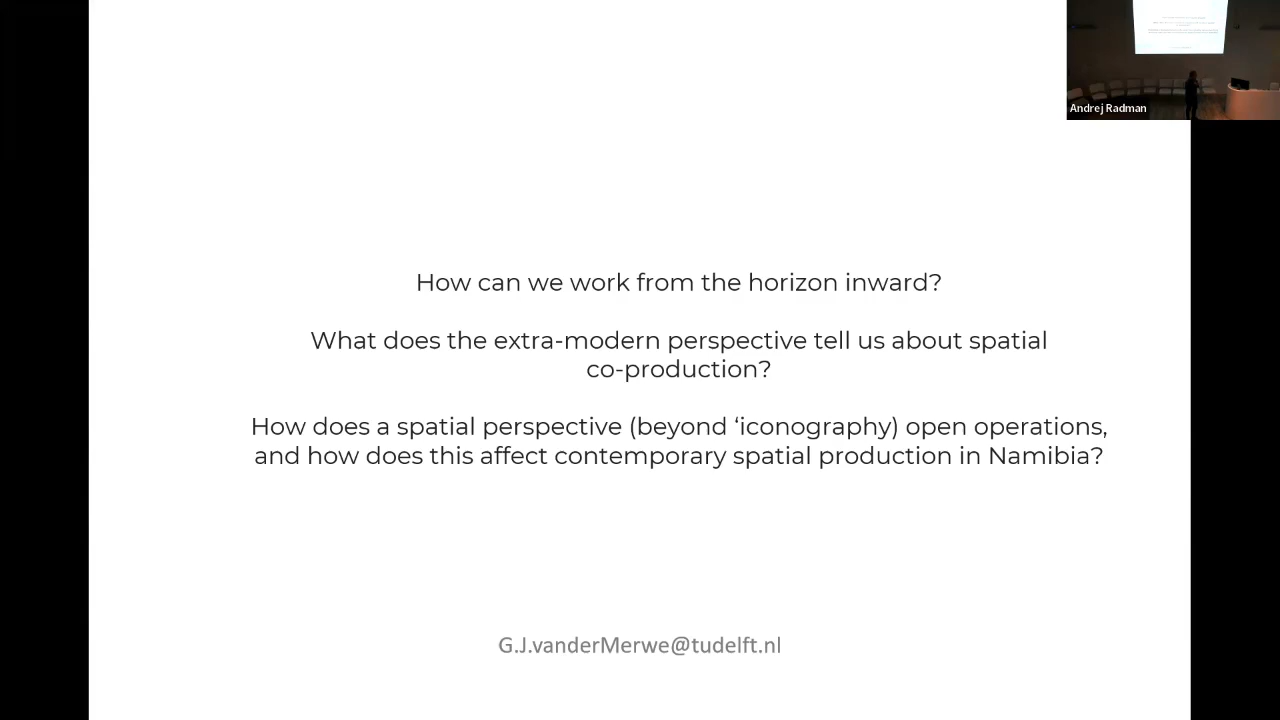 Andrej Radman
How can we work from the horizon inward?
What does the extra-modern perspective tell us about spatial
co-production?
How does a spatial perspective (beyond ‘iconography) open operations,
and how does this affect contemporary spatial production in Namibia?
G.J.vanderMerwe@tudelft.nl